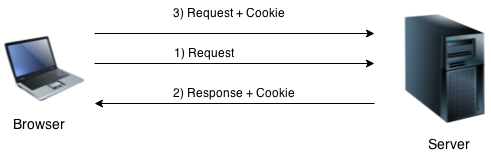 3) Request + Cookie
1) Request
2) Response + Cookie
Browser
Server